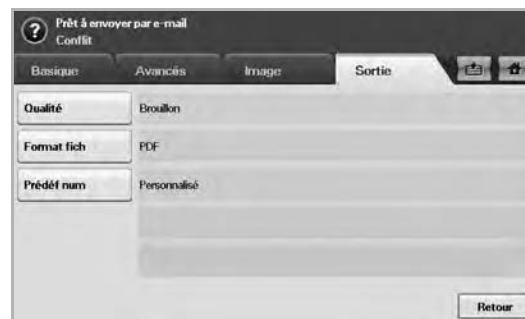 Prêt à envoyer par e-mail
Conflit
Basique Avancés Image Sortie
Qualité Brouillon
Format fich PDF
Prédéf num Personnalisé
Retour